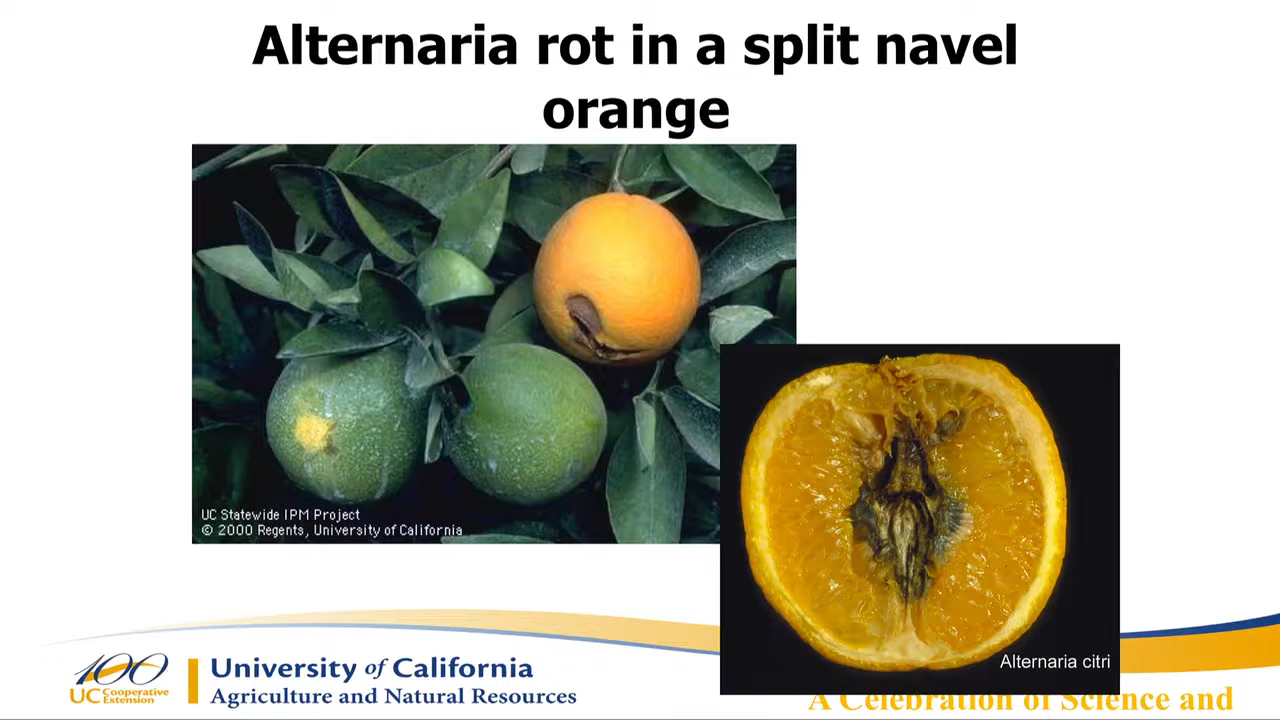 Alternaria rot in a split navel
orange
UC Statewide IPM Project
© 2000 Regents, University of California
Alternaria citri
100
UC Cooperative
Extension
University of California
Agriculture and Natural Resources
A Celebration of Science and